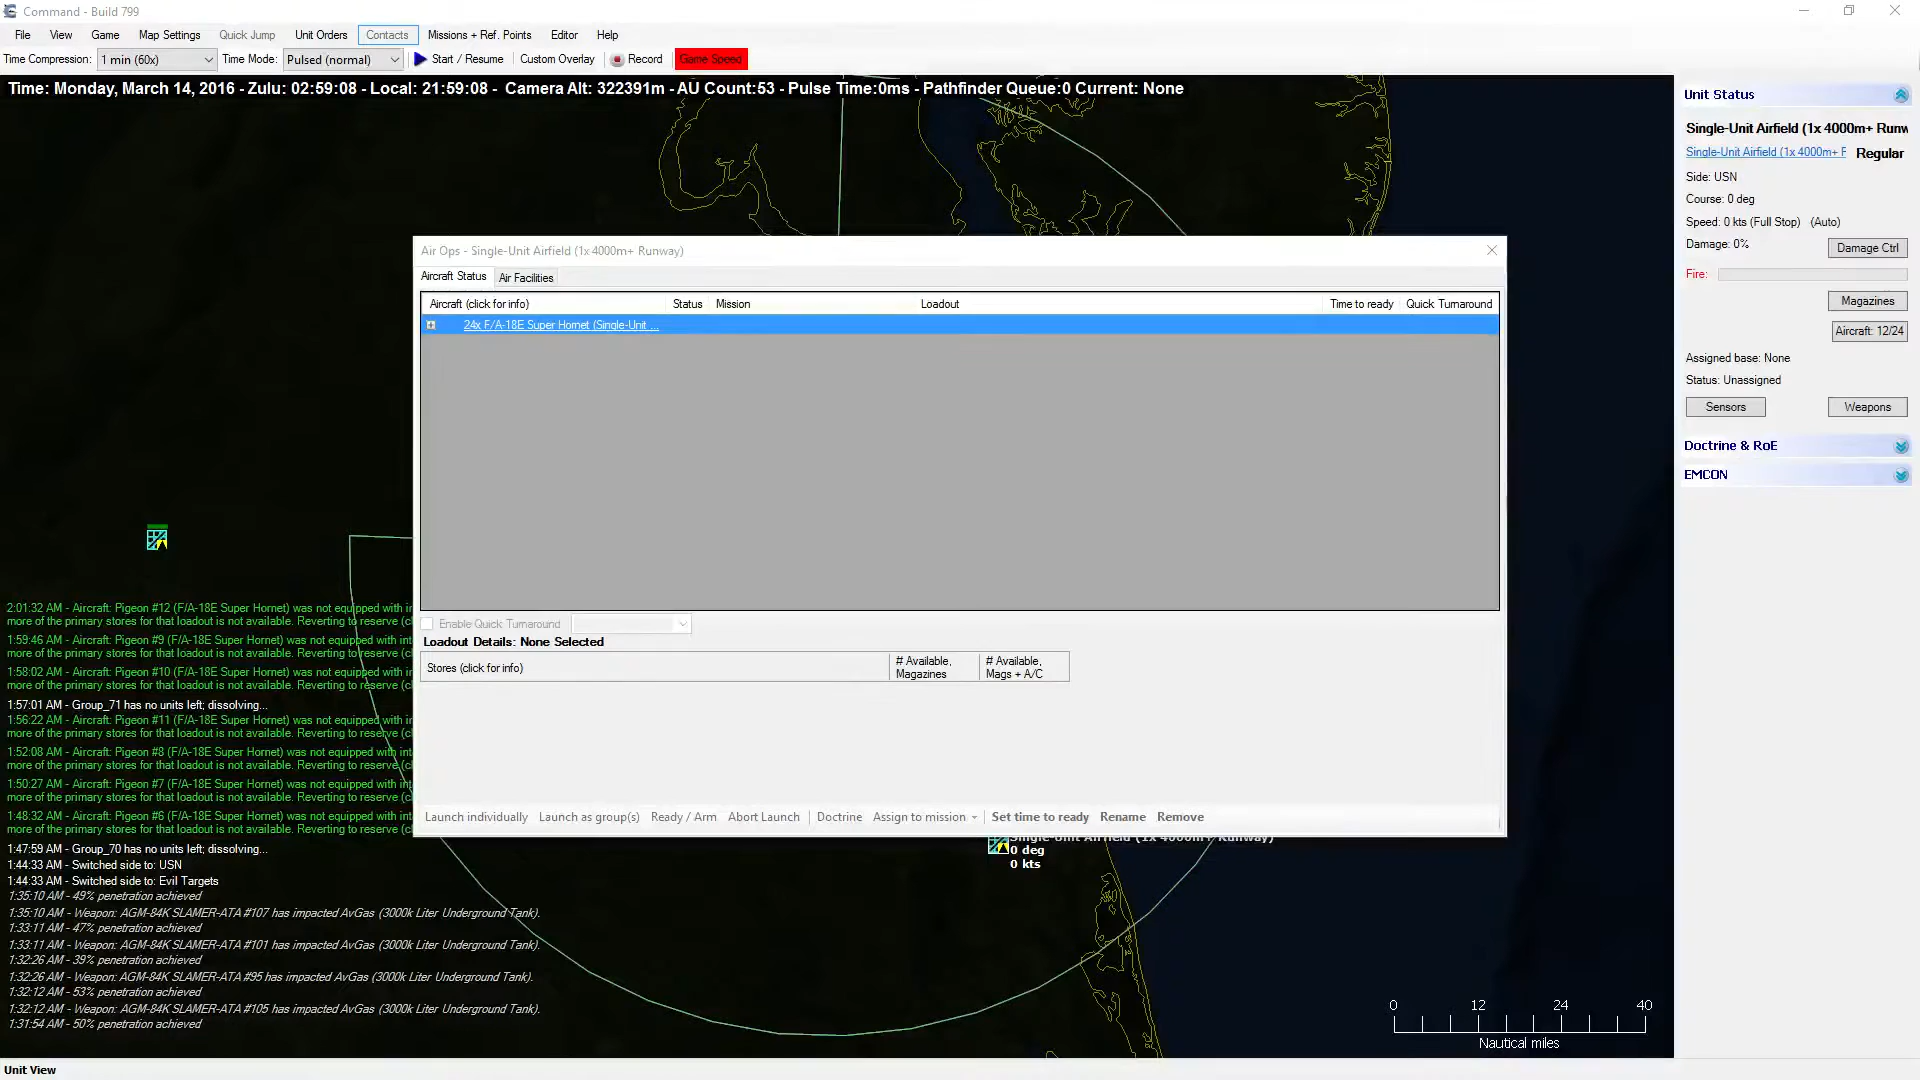 Command - Build 799
File View Game Map Settings Quick Jump Unit Orders Contacts Missions + Ref. Points Editor Help
Time Compression: 1 min (60x) Time Mode: Pulsed (normal) Start / Resume Custom Overlay Record Game Speed
Time: Monday, March 14, 2016 - Zulu: 02:59:08 - Local: 21:59:08 - Camera Alt: 322391m - AU Count:53 - Pulse Time:0ms - Pathfinder Queue:0 Current: None
Air Ops - Single-Unit Airfield (1x 4000m+ Runway)
Aircraft Status Air Facilities
Aircraft (click for info) Status Mission Loadout Time to ready Quick Turnaround
24x F/A-18E Super Hornet (Single-Unit ...
Enable Quick Turnaround
Loadout Details: None Selected
Stores (click for info) # Available, Magazines # Available, Mags + A/C
Launch individually Launch as group(s) Ready / Arm Abort Launch Doctrine Assign to mission Set time to ready Rename Remove
2:01:32 AM - Aircraft: Pigeon #12 (F/A-18E Super Hornet) was not equipped with in
more of the primary stores for that loadout is not available. Reverting to reserve (c
1:59:46 AM - Aircraft: Pigeon #9 (F/A-18E Super Hornet) was not equipped with int
more of the primary stores for that loadout is not available. Reverting to reserve (c
1:58:02 AM - Aircraft: Pigeon #10 (F/A-18E Super Hornet) was not equipped with in
more of the primary stores for that loadout is not available. Reverting to reserve (c
1:57:01 AM - Group_71 has no units left; dissolving...
1:56:22 AM - Aircraft: Pigeon #11 (F/A-18E Super Hornet) was not equipped with in
more of the primary stores for that loadout is not available. Reverting to reserve (c
1:52:08 AM - Aircraft: Pigeon #8 (F/A-18E Super Hornet) was not equipped with int
more of the primary stores for that loadout is not available. Reverting to reserve (c
1:50:27 AM - Aircraft: Pigeon #7 (F/A-18E Super Hornet) was not equipped with int
more of the primary stores for that loadout is not available. Reverting to reserve (c
1:48:32 AM - Aircraft: Pigeon #6 (F/A-18E Super Hornet) was not equipped with int
more of the primary stores for that loadout is not available. Reverting to reserve (c
1:47:59 AM - Group_70 has no units left; dissolving...
1:44:33 AM - Switched side to: USN
1:44:33 AM - Switched side to: Evil Targets
1:35:10 AM - 49% penetration achieved
1:35:10 AM - Weapon: AGM-84K SLAMER-ATA #107 has impacted AvGas (3000k Liter Underground Tank).
1:33:11 AM - 47% penetration achieved
1:33:11 AM - Weapon: AGM-84K SLAMER-ATA #101 has impacted AvGas (3000k Liter Underground Tank).
1:32:26 AM - 39% penetration achieved
1:32:26 AM - Weapon: AGM-84K SLAMER-ATA #95 has impacted AvGas (3000k Liter Underground Tank).
1:32:12 AM - 53% penetration achieved
1:32:12 AM - Weapon: AGM-84K SLAMER-ATA #105 has impacted AvGas (3000k Liter Underground Tank).
1:31:54 AM - 50% penetration achieved
Single-Unit Airfield (1x 4000m+ Runway)
0 deg
0 kts
0 12 24 40
Nautical miles
Unit Status
Single-Unit Airfield (1x 4000m+ Runw
Single-Unit Airfield (1x 4000m+ F Regular
Side: USN
Course: 0 deg
Speed: 0 kts (Full Stop) (Auto)
Damage: 0% Damage Ctrl
Fire:
Magazines
Aircraft: 12/24
Assigned base: None
Status: Unassigned
Sensors Weapons
Doctrine & RoE
EMCON
Unit View